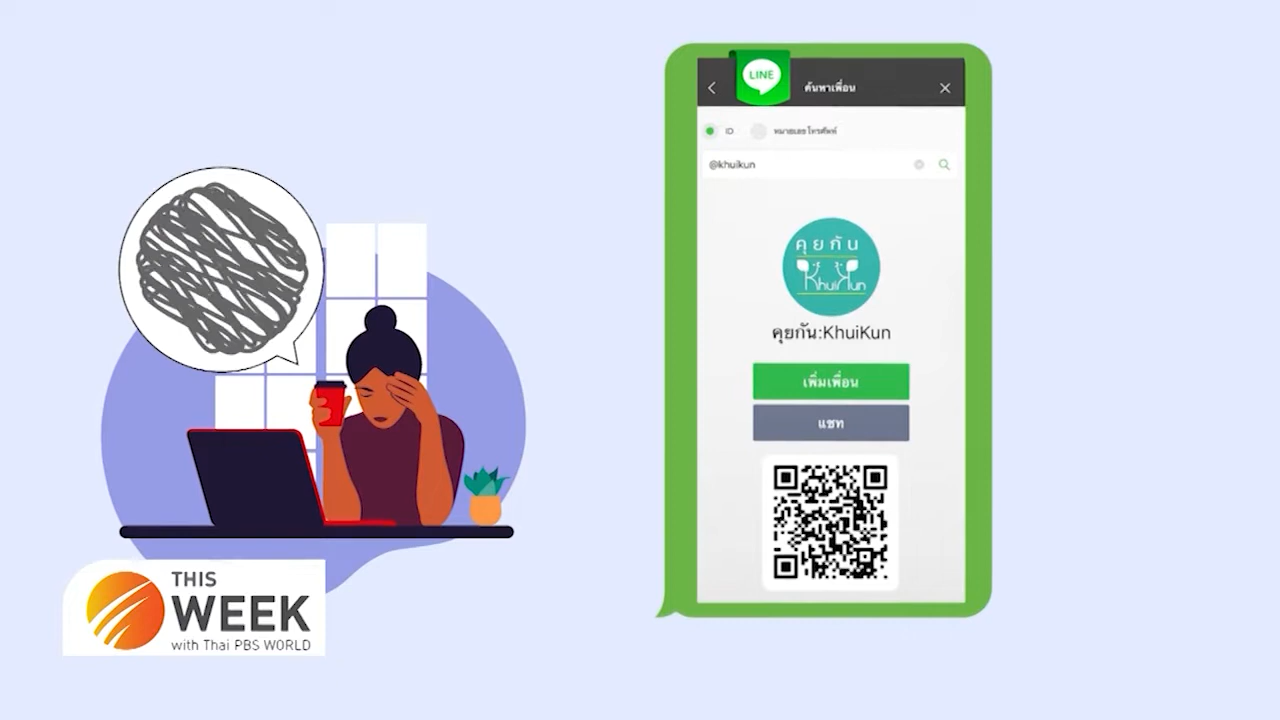 LINE
ค้นหาเพื่อน
ID
หมายเลขโทรศัพท์
@khuikun
คุยกัน
KhuiKun
คุยกัน:KhuiKun
เพิ่มเพื่อน
แชท
THIS
WEEK
with Thai PBS WORLD